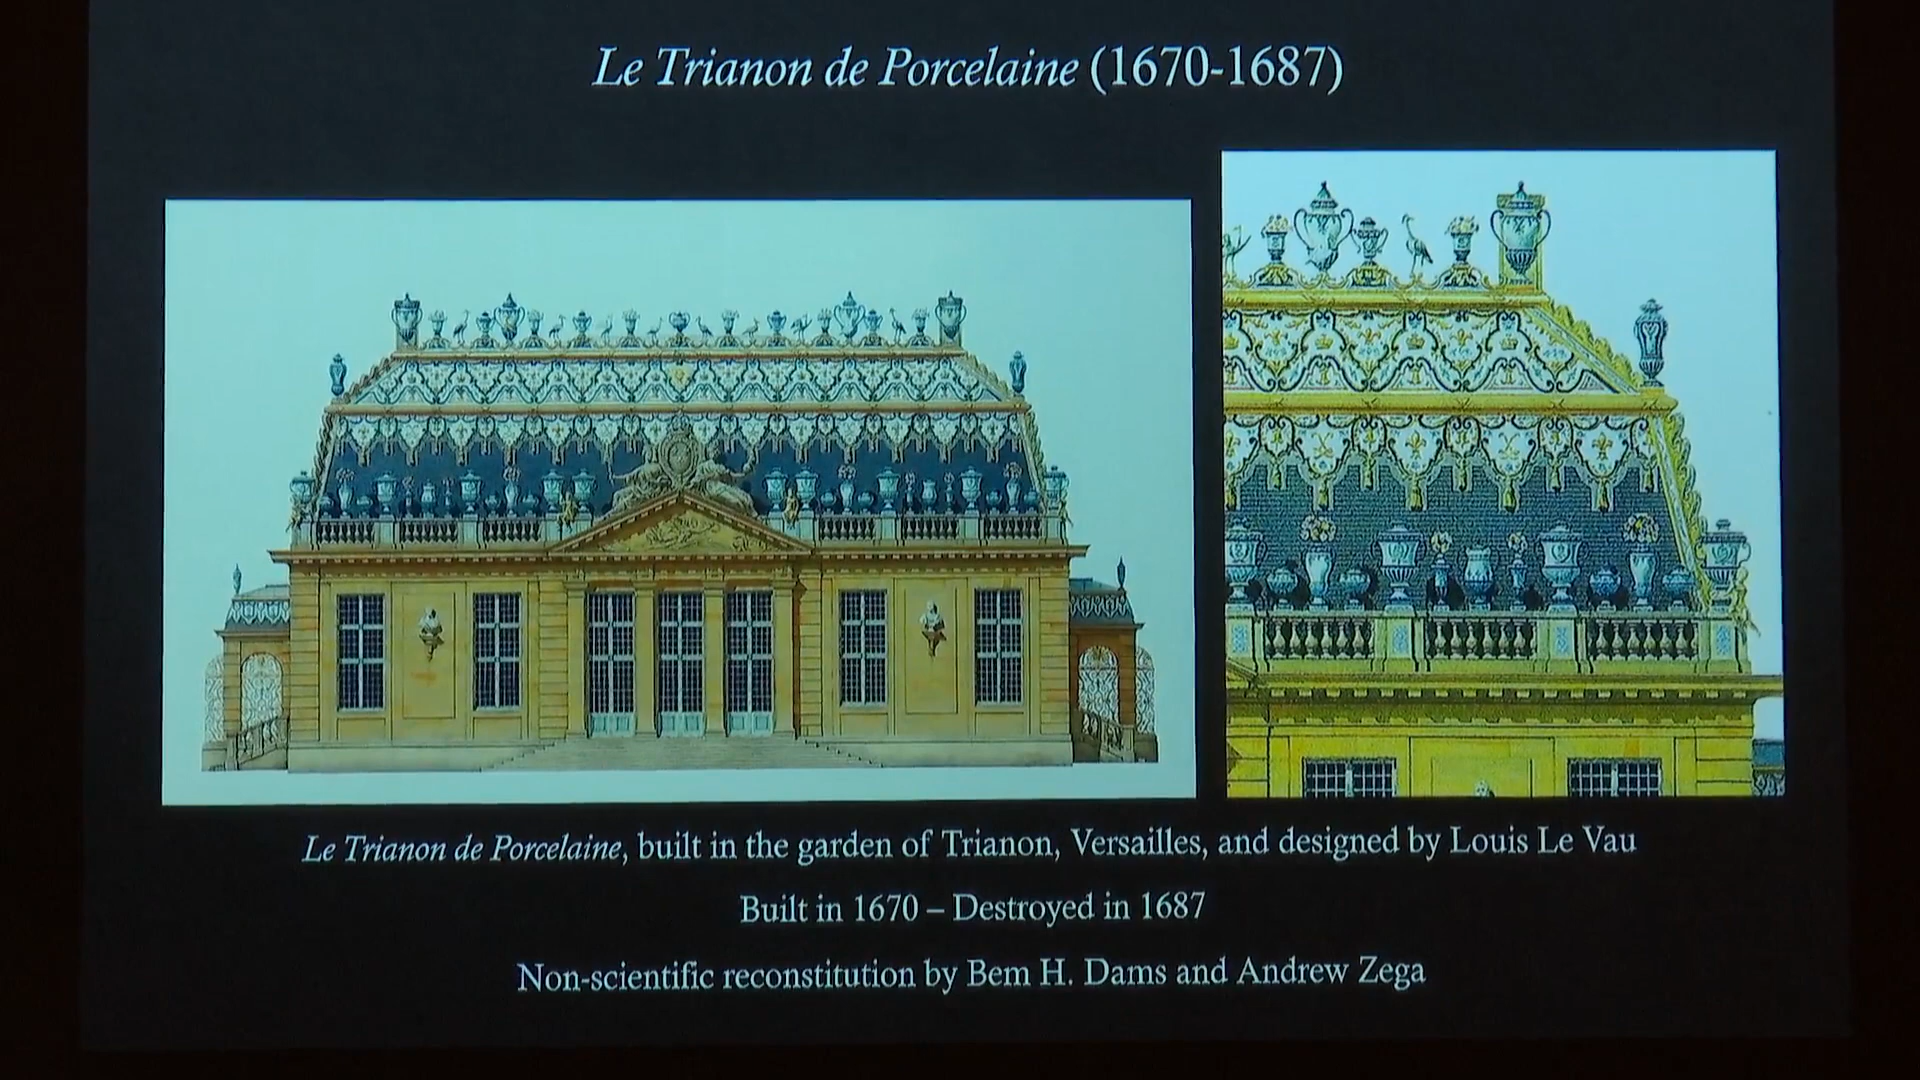 Le Trianon de Porcelaine (1670-1687)
Le Trianon de Porcelaine, built in the garden of Trianon, Versailles, and designed by Louis Le Vau
Built in 1670 – Destroyed in 1687
Non-scientific reconstitution by Bem H. Dams and Andrew Zega